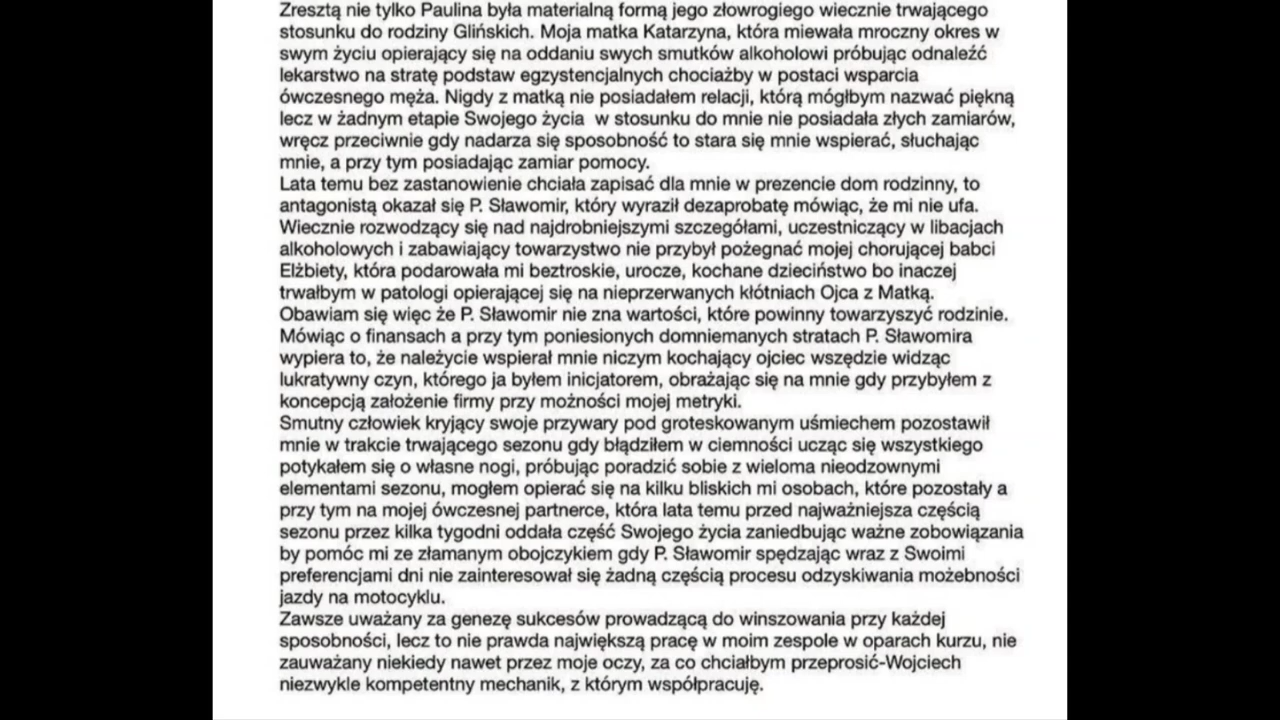 Zresztą nie tylko Paulina była materialną formą jego złowrogiego wiecznie trwającego
stosunku do rodziny Glińskich. Moja matka Katarzyna, która miewała mroczny okres w
swym życiu opierający się na oddaniu swych smutków alkoholowi próbując odnaleźć
lekarstwo na stratę podstaw egzystencjalnych chociażby w postaci wsparcia
ówczesnego męża. Nigdy z matką nie posiadałem relacji, którą mógłbym nazwać piękną
lecz w żadnym etapie Swojego życia  w stosunku do mnie nie posiadała złych zamiarów,
wręcz przeciwnie gdy nadarza się sposobność to stara się mnie wspierać, słuchając
mnie, a przy tym posiadając zamiar pomocy.
Lata temu bez zastanowienie chciała zapisać dla mnie w prezencie dom rodzinny, to
antagonistą okazał się P. Sławomir, który wyraził dezaprobatę mówiąc, że mi nie ufa.
Wiecznie rozwodzący się nad najdrobniejszymi szczegółami, uczestniczący w libacjach
alkoholowych i zabawiający towarzystwo nie przybył pożegnać mojej chorującej babci
Elżbiety, która podarowała mi beztroskie, urocze, kochane dzieciństwo bo inaczej
trwałbym w patologi opierającej się na nieprzerwanych kłótniach Ojca z Matką.
Obawiam się więc że P. Sławomir nie zna wartości, które powinny towarzyszyć rodzinie.
Mówiąc o finansach a przy tym poniesionych domniemanych stratach P. Sławomira
wypiera to, że należycie wspierał mnie niczym kochający ojciec wszędzie widząc
lukratywny czyn, którego ja byłem inicjatorem, obrażając się na mnie gdy przybyłem z
koncepcją założenie firmy przy możności mojej metryki.
Smutny człowiek kryjący swoje przywary pod groteskowanym uśmiechem pozostawił
mnie w trakcie trwającego sezonu gdy błądziłem w ciemności ucząc się wszystkiego
potykałem się o własne nogi, próbując poradzić sobie z wieloma nieodzownymi
elementami sezonu, mogłem opierać się na kilku bliskich mi osobach, które pozostały a
przy tym na mojej ówczesnej partnerce, która lata temu przed najważniejsza częścią
sezonu przez kilka tygodni oddała część Swojego życia zaniedbując ważne zobowiązania
by pomóc mi ze złamanym obojczykiem gdy P. Sławomir spędzając wraz z Swoimi
preferencjami dni nie zainteresował się żadną częścią procesu odzyskiwania możebności
jazdy na motocyklu.
Zawsze uważany za genezę sukcesów prowadzącą do winszowania przy każdej
sposobności, lecz to nie prawda największą pracę w moim zespole w oparach kurzu, nie
zauważany niekiedy nawet przez moje oczy, za co chciałbym przeprosić-Wojciech
niezwykle kompetentny mechanik, z którym współpracuję.